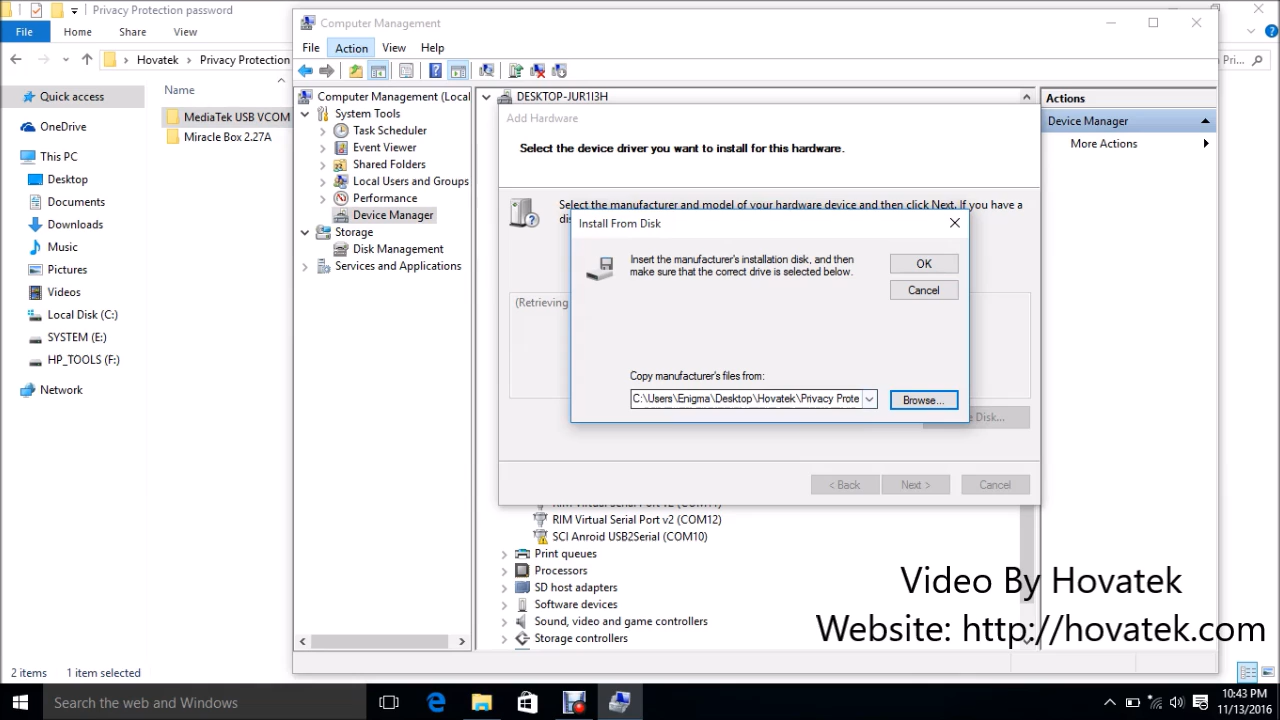 Privacy Protection password
File
Home
Share
View
Hovatek
Privacy Protection
Pri...
Quick access
OneDrive
This PC
Desktop
Documents
Downloads
Music
Pictures
Videos
Local Disk (C:)
SYSTEM (E:)
HP_TOOLS (F:)
Network
Name
MediaTek USB VCOM
Miracle Box 2.27A
2 items
1 item selected
Computer Management
File
Action
View
Help
Computer Management (Local
System Tools
Task Scheduler
Event Viewer
Shared Folders
Local Users and Groups
Performance
Device Manager
Storage
Disk Management
Services and Applications
DESKTOP-JUR1I3H
Add Hardware
Select the device driver you want to install for this hardware.
Select the manufacturer and model of your hardware device and then click Next. If you have a
(Retrieving
Disk...
< Back
Next >
Cancel
Install From Disk
Insert the manufacturer's installation disk, and then
make sure that the correct drive is selected below.
OK
Cancel
Copy manufacturer's files from:
C:\Users\Enigma\Desktop\Hovatek\Privacy Prote
Browse...
RIM Virtual Serial Port v2 (COM11)
RIM Virtual Serial Port v2 (COM12)
SCI Anroid USB2Serial (COM10)
Print queues
Processors
SD host adapters
Software devices
Sound, video and game controllers
Storage controllers
Actions
Device Manager
More Actions
Video By Hovatek
Website: http://hovatek.com
Search the web and Windows
10:43 PM
11/13/2016